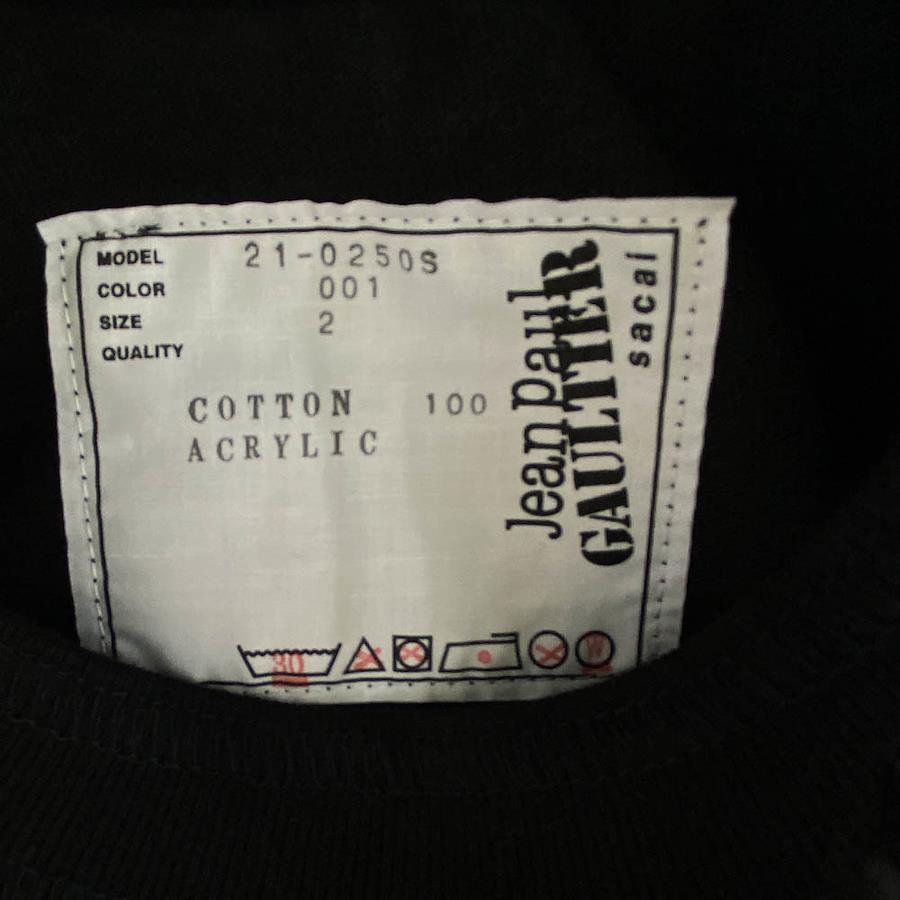 MODEL 21-0250S
COLOR 001
SIZE 2
QUALITY
COTTON 100
ACRYLIC
Jean Paul
GAULTIER
sacai
30
W